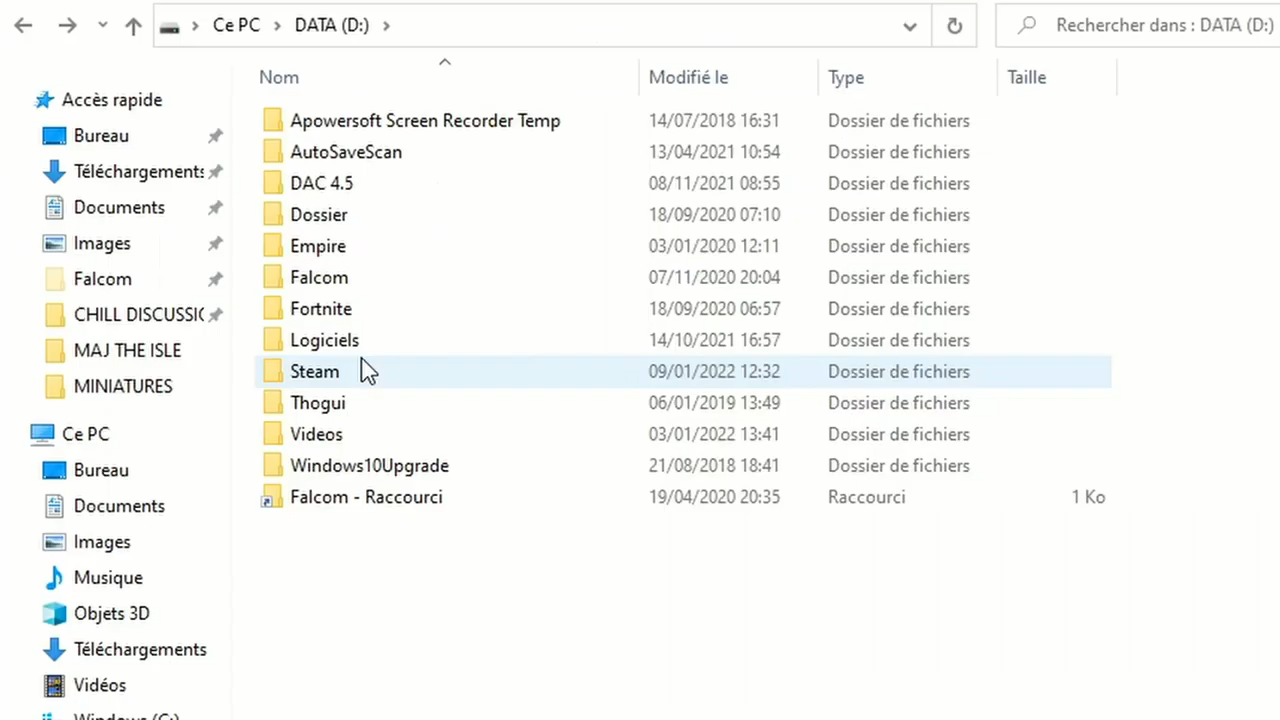 Ce PC > DATA (D:) >
Rechercher dans : DATA (D:)
Nom Modifié le Type Taille
Accès rapide
Bureau
Téléchargements
Documents
Images
Falcom
CHILL DISCUSSIO
MAJ THE ISLE
MINIATURES
Ce PC
Bureau
Documents
Images
Musique
Objets 3D
Téléchargements
Vidéos
Windows (C:)
Apowersoft Screen Recorder Temp 14/07/2018 16:31 Dossier de fichiers
AutoSaveScan 13/04/2021 10:54 Dossier de fichiers
DAC 4.5 08/11/2021 08:55 Dossier de fichiers
Dossier 18/09/2020 07:10 Dossier de fichiers
Empire 03/01/2020 12:11 Dossier de fichiers
Falcom 07/11/2020 20:04 Dossier de fichiers
Fortnite 18/09/2020 06:57 Dossier de fichiers
Logiciels 14/10/2021 16:57 Dossier de fichiers
Steam 09/01/2022 12:32 Dossier de fichiers
Thogui 06/01/2019 13:49 Dossier de fichiers
Videos 03/01/2022 13:41 Dossier de fichiers
Windows10Upgrade 21/08/2018 18:41 Dossier de fichiers
Falcom - Raccourci 19/04/2020 20:35 Raccourci 1 Ko